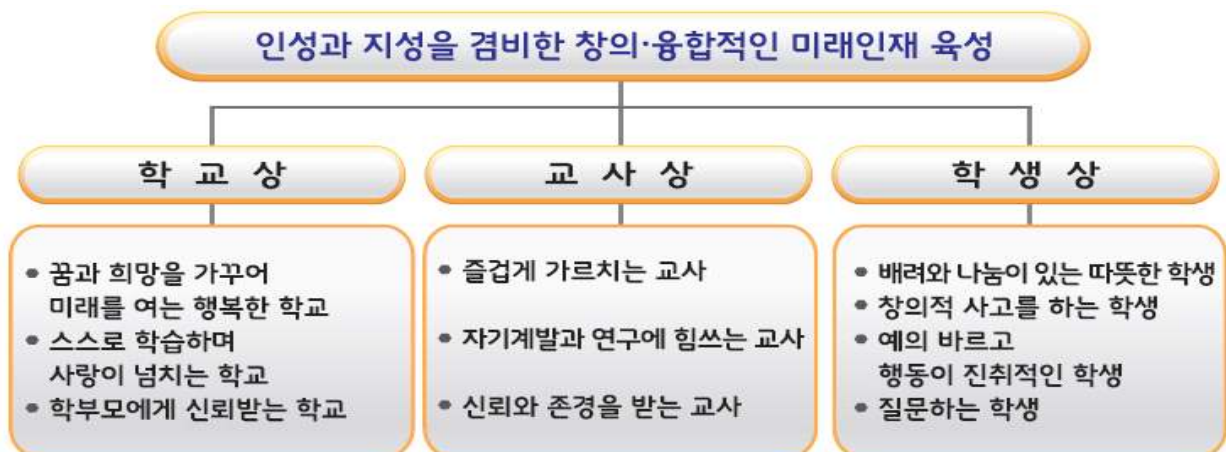 인성과 지성을 겸비한 창의·융합적인 미래인재 육성
학 교 상
꿈과 희망을 가꾸어
미래를 여는 행복한 학교
스스로 학습하며
사랑이 넘치는 학교
학부모에게 신뢰받는 학교
교 사 상
즐겁게 가르치는 교사
자기계발과 연구에 힘쓰는 교사
신뢰와 존경을 받는 교사
학 생 상
배려와 나눔이 있는 따뜻한 학생
창의적 사고를 하는 학생
예의 바르고
행동이 진취적인 학생
질문하는 학생